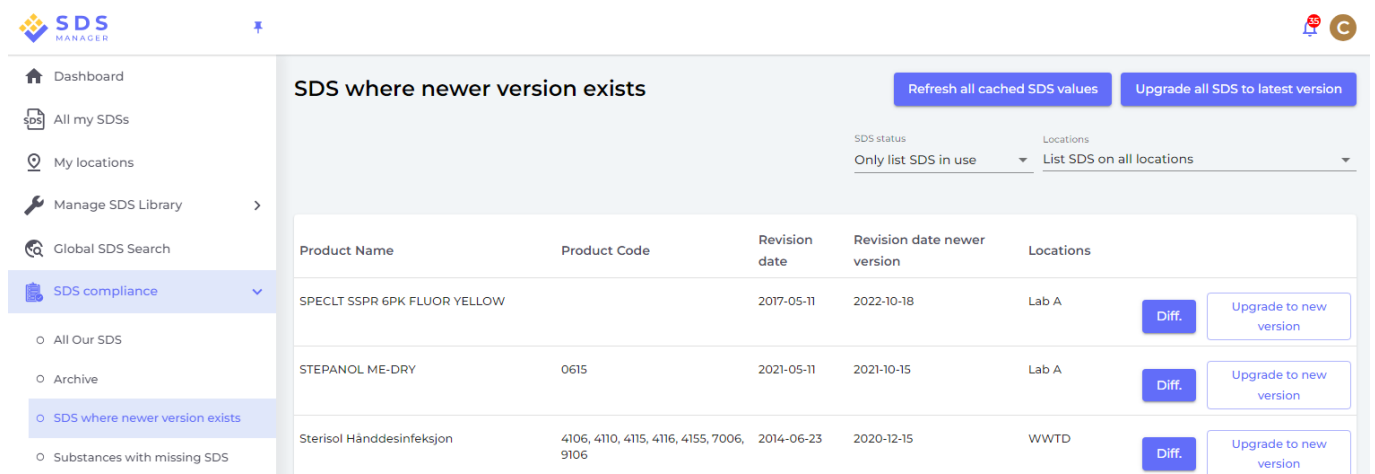 SDS
MANAGER
35
C
Dashboard
SDS
All my SDSs
My locations
Manage SDS Library
Global SDS Search
SDS compliance
All Our SDS
Archive
SDS where newer version exists
Substances with missing SDS
SDS where newer version exists
Refresh all cached SDS values
Upgrade all SDS to latest version
SDS status
Locations
Only list SDS in use
List SDS on all locations
Product Name
Product Code
Revision
date
Revision date newer
version
Locations
SPECLT SSPR 6PK FLUOR YELLOW
2017-05-11
2022-10-18
Lab A
Diff.
Upgrade to new
version
STEPANOL ME-DRY
0615
2021-05-11
2021-10-15
Lab A
Diff.
Upgrade to new
version
Sterisol Hånddesinfeksjon
4106, 4110, 4115, 4116, 4155, 7006,
9106
2014-06-23
2020-12-15
WWTD
Diff.
Upgrade to new
version